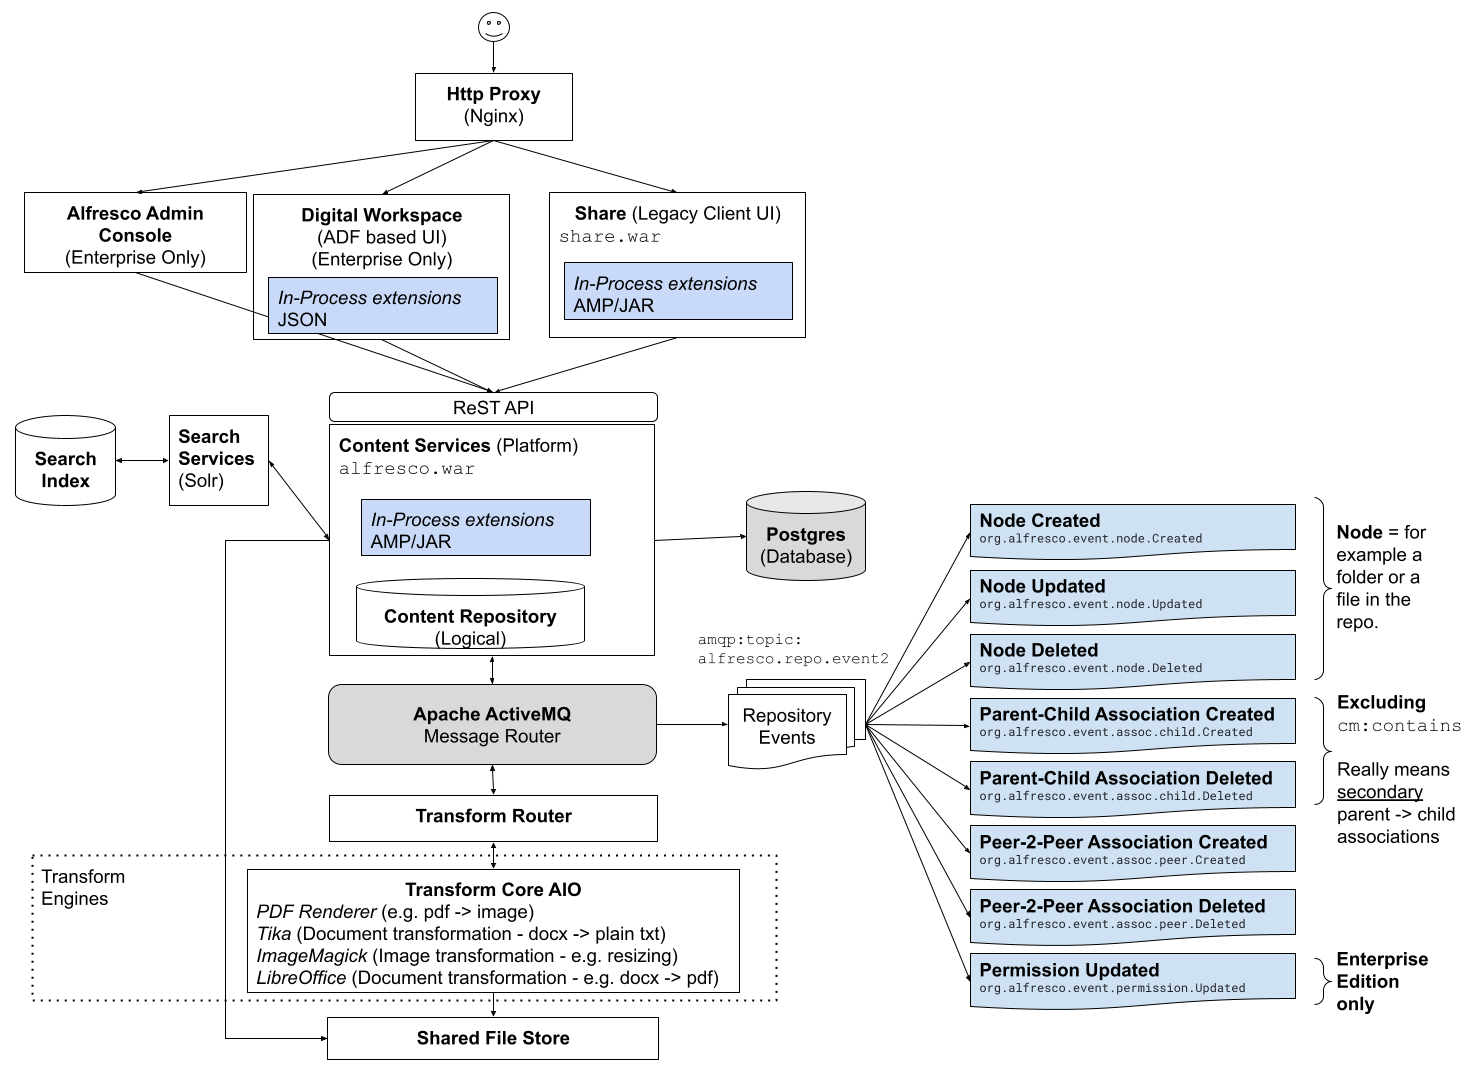 Http Proxy
(Nginx)
Alfresco Admin
Console
(Enterprise Only)
Digital Workspace
(ADF based UI)
(Enterprise Only)
In-Process extensions
JSON
Share (Legacy Client UI)
share.war
In-Process extensions
AMP/JAR
ReST API
Search
Index
Search
Services
(Solr)
Content Services (Platform)
alfresco.war
In-Process extensions
AMP/JAR
Content Repository
(Logical)
Postgres
(Database)
Apache ActiveMQ
Message Router
amqp:topic:
alfresco.repo.event2
Repository
Events
Transform Router
Transform
Engines
Transform Core AIO
PDF Renderer (e.g. pdf -> image)
Tika (Document transformation - docx -> plain txt)
ImageMagick (Image transformation - e.g. resizing)
LibreOffice (Document transformation - e.g. docx -> pdf)
Shared File Store
Node Created
org.alfresco.event.node.Created
Node Updated
org.alfresco.event.node.Updated
Node Deleted
org.alfresco.event.node.Deleted
Parent-Child Association Created
org.alfresco.event.assoc.child.Created
Parent-Child Association Deleted
org.alfresco.event.assoc.child.Deleted
Peer-2-Peer Association Created
org.alfresco.event.assoc.peer.Created
Peer-2-Peer Association Deleted
org.alfresco.event.assoc.peer.Deleted
Permission Updated
org.alfresco.event.permission.Updated
Node = for
example a
folder or a
file in the
repo.
Excluding
cm:contains
Really means
secondary
parent -> child
associations
Enterprise
Edition
only